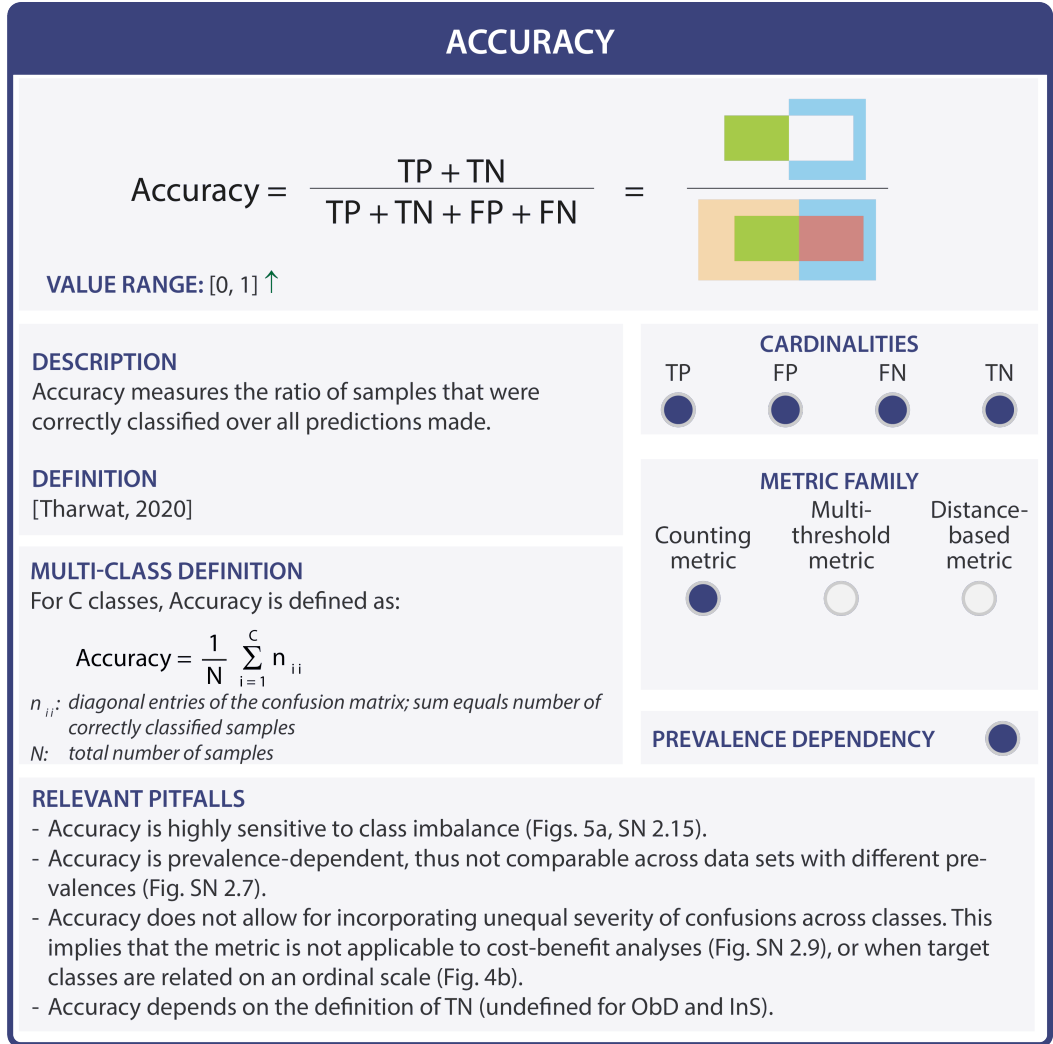 ACCURACY
Accuracy = TP + TN / TP + TN + FP + FN =
VALUE RANGE: [0, 1] ↑
DESCRIPTION
Accuracy measures the ratio of samples that were
correctly classified over all predictions made.
DEFINITION
[Tharwat, 2020]
MULTI-CLASS DEFINITION
For C classes, Accuracy is defined as:
Accuracy = 1/N C Σ i = 1 n i i
n i i: diagonal entries of the confusion matrix; sum equals number of
correctly classified samples
N: total number of samples
CARDINALITIES
TP FP FN TN
METRIC FAMILY
Counting
metric
Multi-
threshold
metric
Distance-
based
metric
PREVALENCE DEPENDENCY
RELEVANT PITFALLS
- Accuracy is highly sensitive to class imbalance (Figs. 5a, SN 2.15).
- Accuracy is prevalence-dependent, thus not comparable across data sets with different pre-
valences (Fig. SN 2.7).
- Accuracy does not allow for incorporating unequal severity of confusions across classes. This
implies that the metric is not applicable to cost-benefit analyses (Fig. SN 2.9), or when target
classes are related on an ordinal scale (Fig. 4b).
- Accuracy depends on the definition of TN (undefined for ObD and InS).